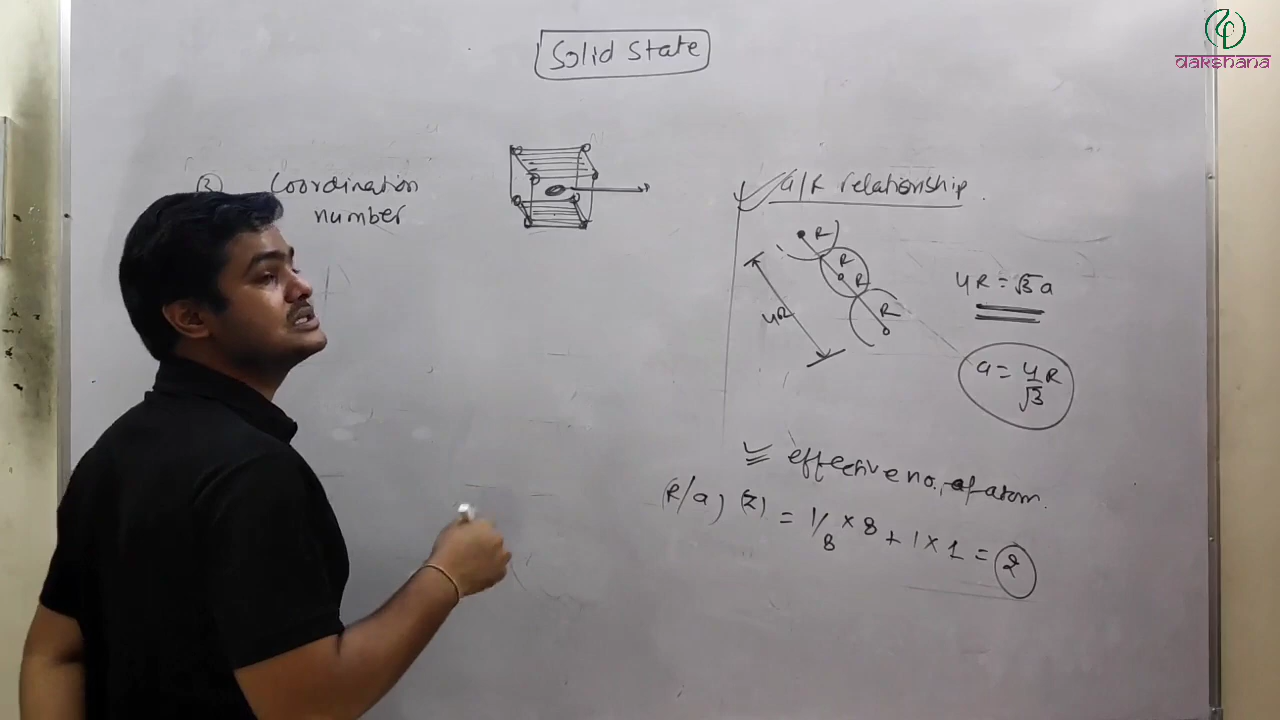 dakshana
Solid State
③ Coordination
number
a/R relationship
R
R
R
R
4R
4R = √3 a
a = 4R/√3
effective no. of atom.
(R/a) (Z) = 1/8 × 8 + 1 × 1 = 2